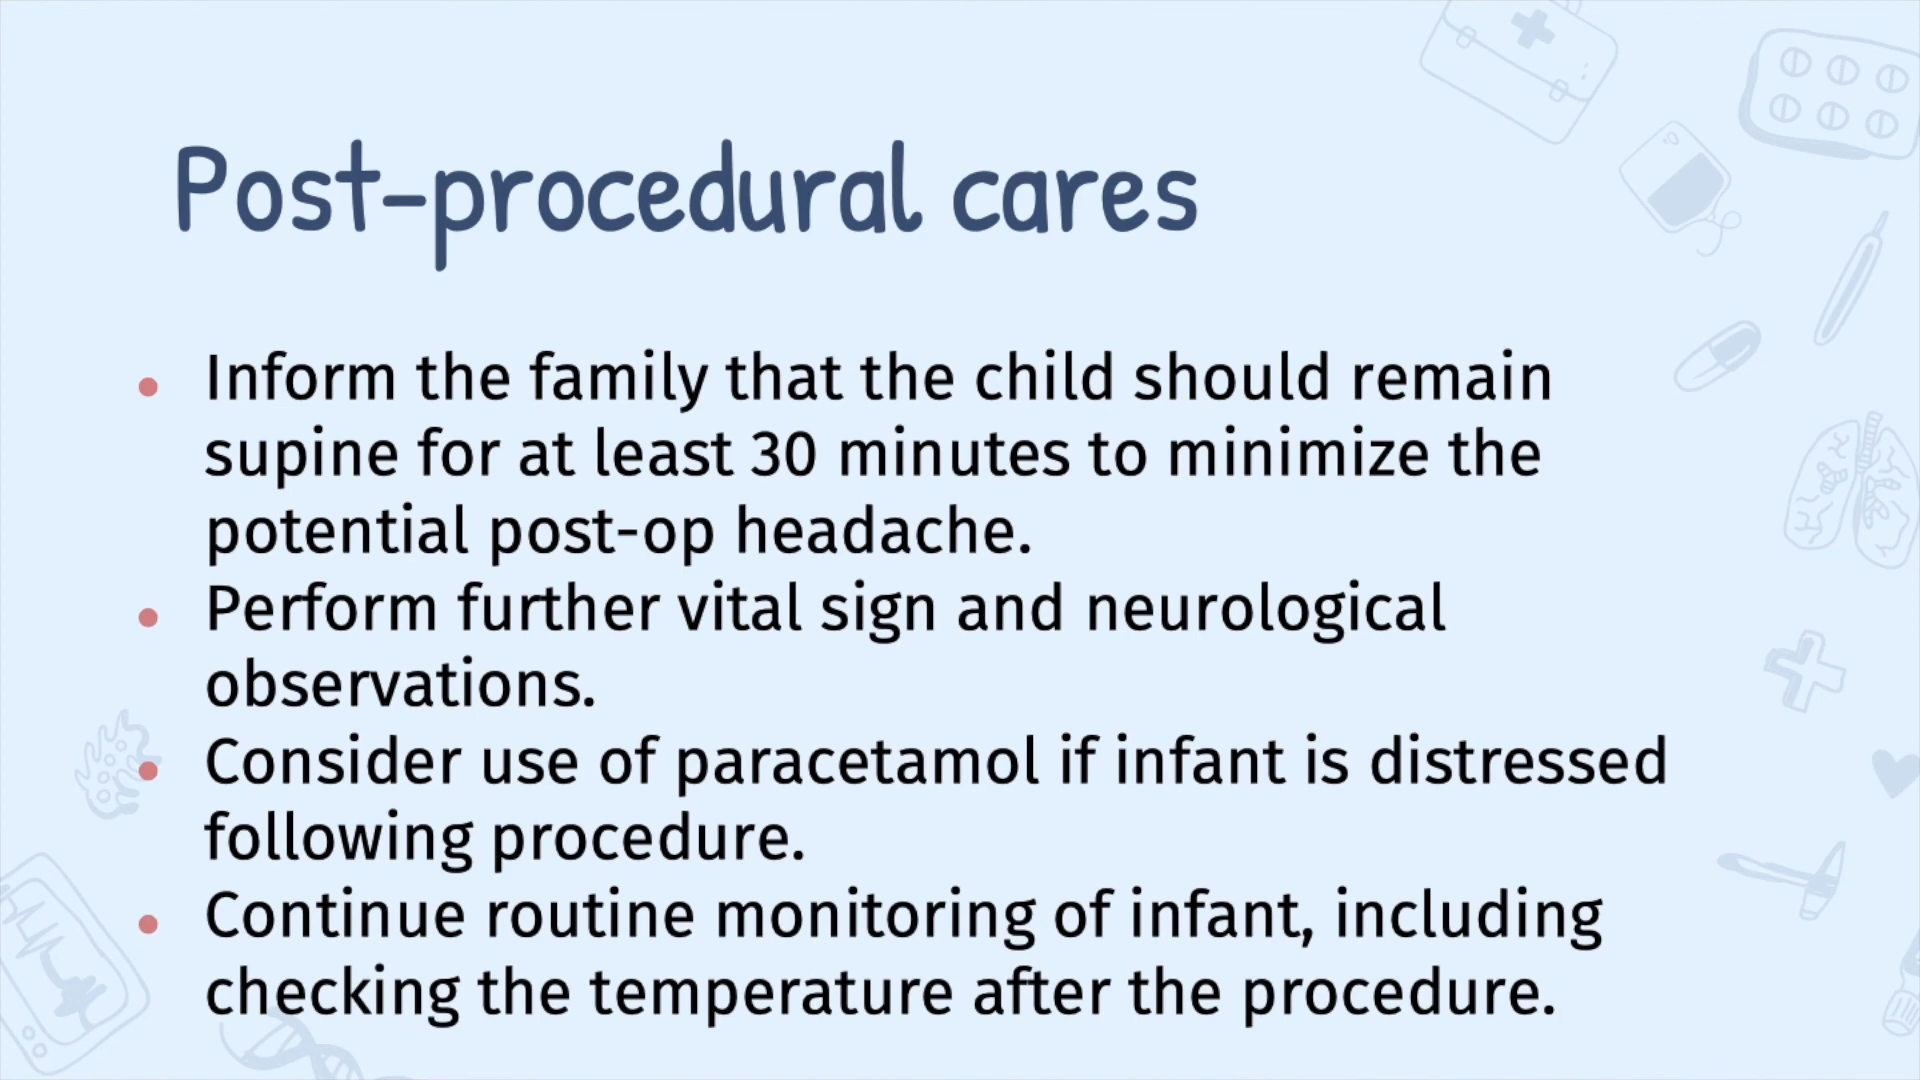 Post-procedural cares
• Inform the family that the child should remain
supine for at least 30 minutes to minimize the
potential post-op headache.
• Perform further vital sign and neurological
observations.
• Consider use of paracetamol if infant is distressed
following procedure.
• Continue routine monitoring of infant, including
checking the temperature after the procedure.